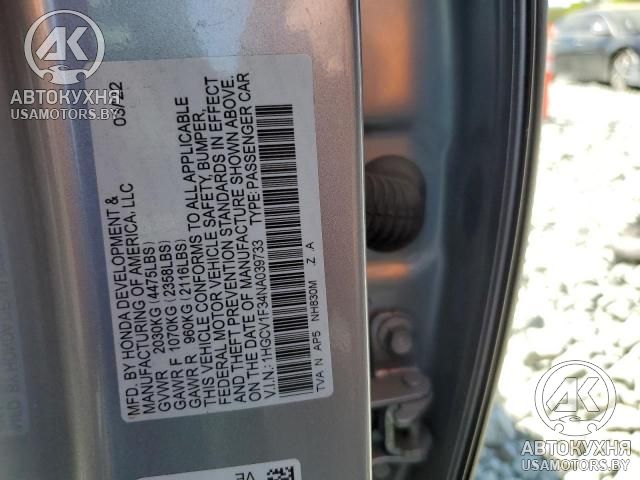 АК
АВТОКУХНЯ
USAMOTORS.BY
MFD. BY HONDA DEVELOPMENT &
MANUFACTURING OF AMERICA, LLC
GVWR 2030KG (4475LBS)
GAWR F 1070KG (2358LBS)
GAWR R 960KG (2116LBS)
THIS VEHICLE CONFORMS TO ALL APPLICABLE
FEDERAL MOTOR VEHICLE SAFETY, BUMPER,
AND THEFT PREVENTION STANDARDS IN EFFECT
ON THE DATE OF MANUFACTURE SHOWN ABOVE.
V.I.N.: 1HGCV1F34NA039733 TYPE: PASSENGER CAR
TVA N AP5 NH830M Z .A
АК
АВТОКУХНЯ
USAMOTORS.BY